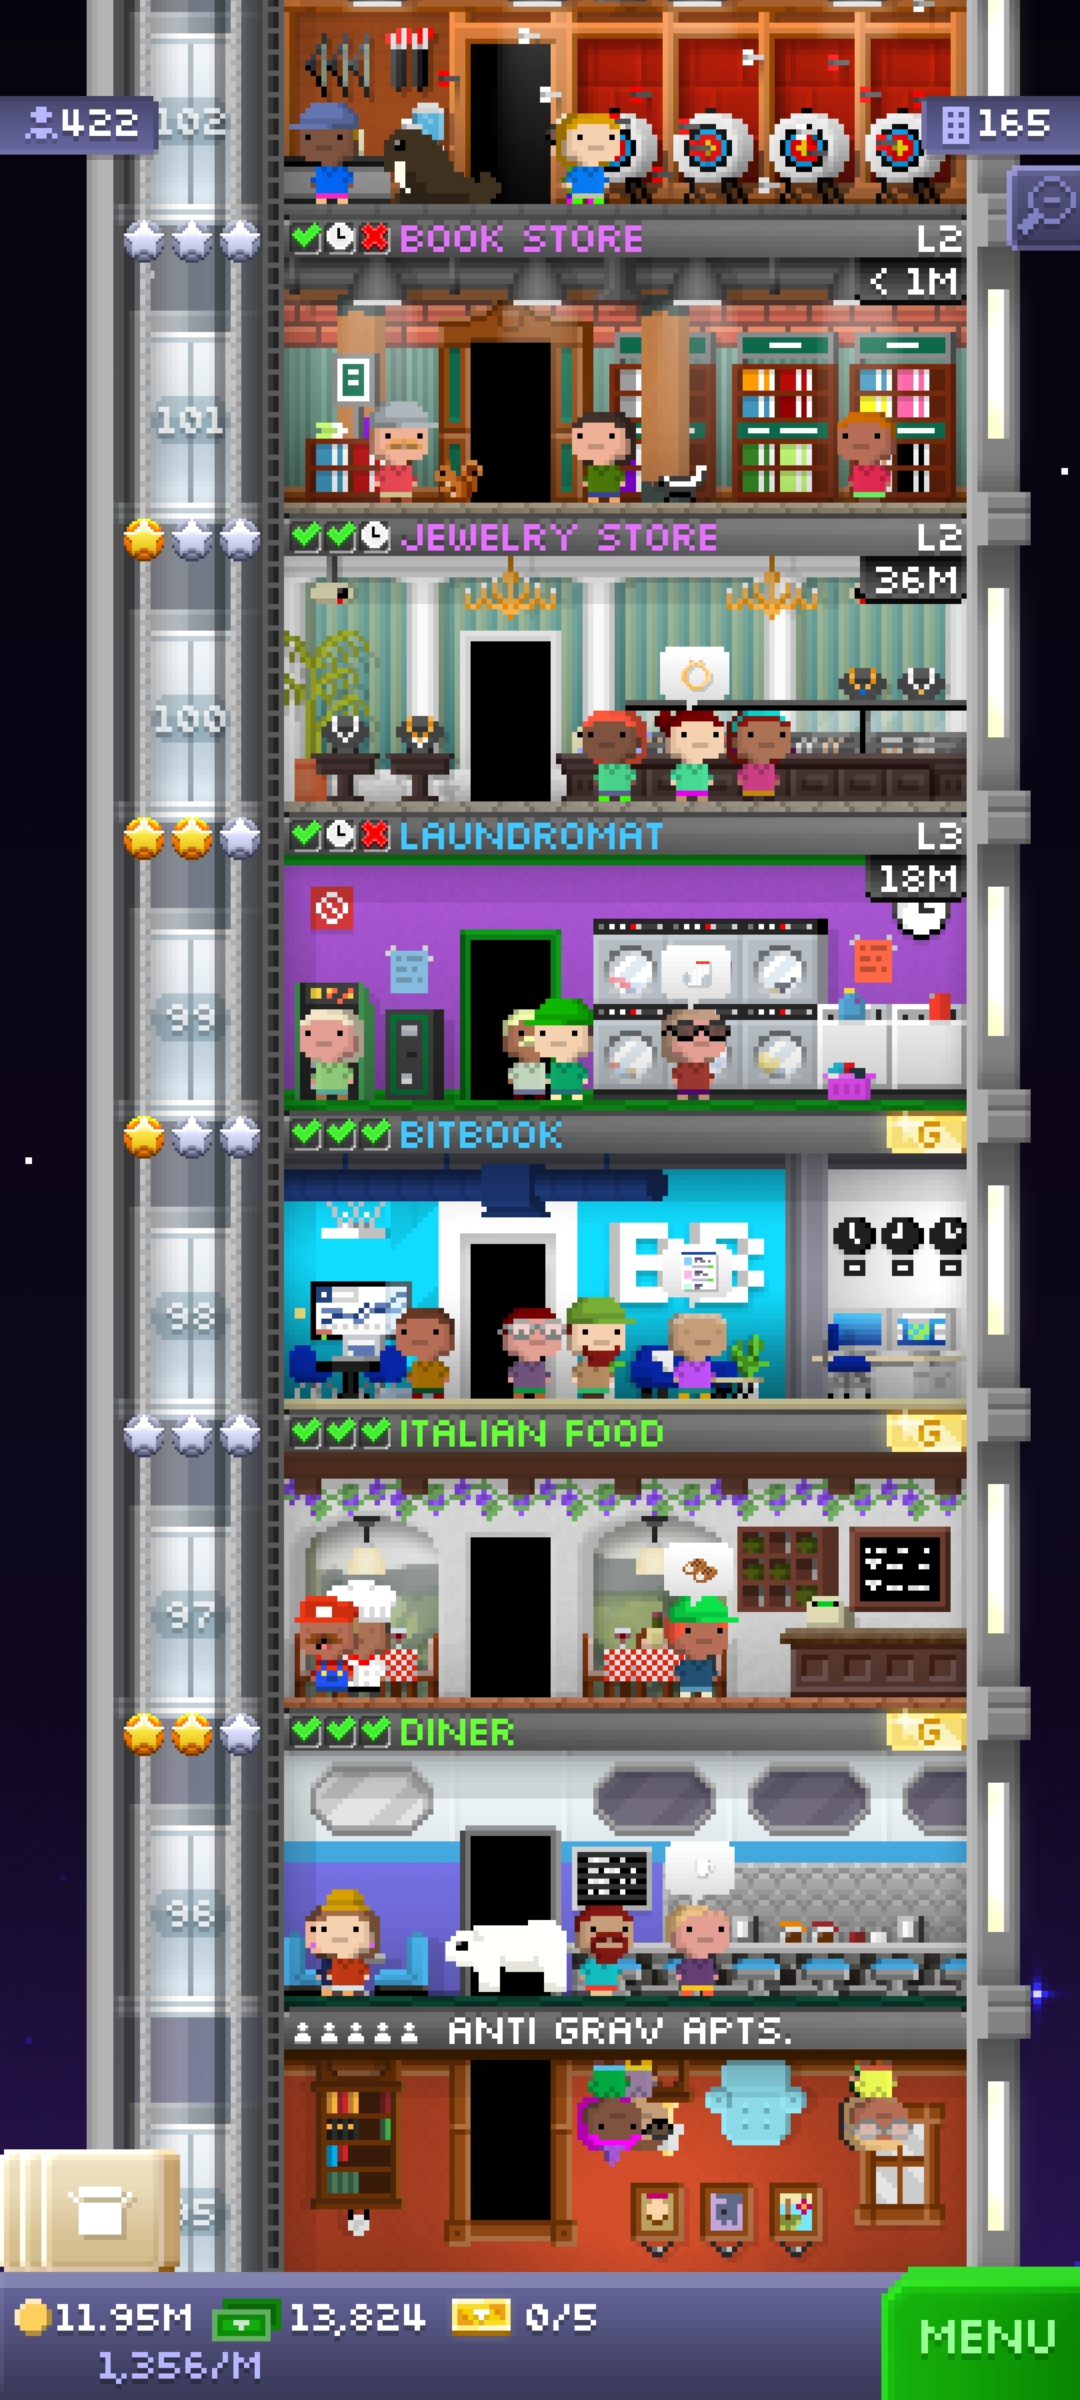 422
102
165
BOOK STORE
L2
< 1M
101
JEWELRY STORE
L2
36M
100
LAUNDROMAT
L3
18M
99
BITBOOK
G
98
ITALIAN FOOD
G
97
DINER
G
96
ANTI GRAV APTS.
95
11.95M
13,824
0/5
1,356/M
MENU